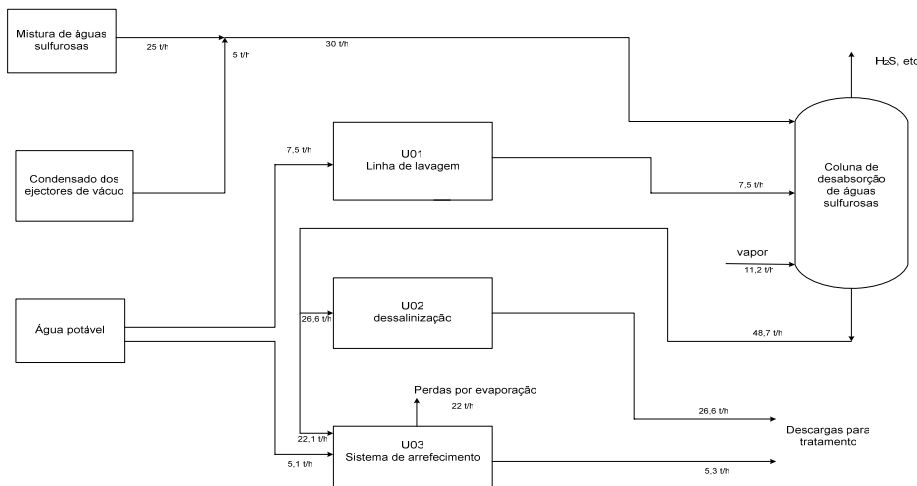 Mistura de águas
sulfurosas
25 t/h
5 t/h
30 t/h
H2S, etc
Condensado dos
ejectores de vácuo
7,5 t/h
U01
Linha de lavagem
7,5 t/h
Coluna de
desabsorção
de águas
sulfurosas
vapor
11,2 t/h
Água potável
26,6 t/h
U02
dessalinização
48,7 t/h
Perdas por evaporação
22 t/h
26,6 t/h
Descargas para
tratamento
22,1 t/h
5,1 t/h
U03
Sistema de arrefecimento
5,3 t/h